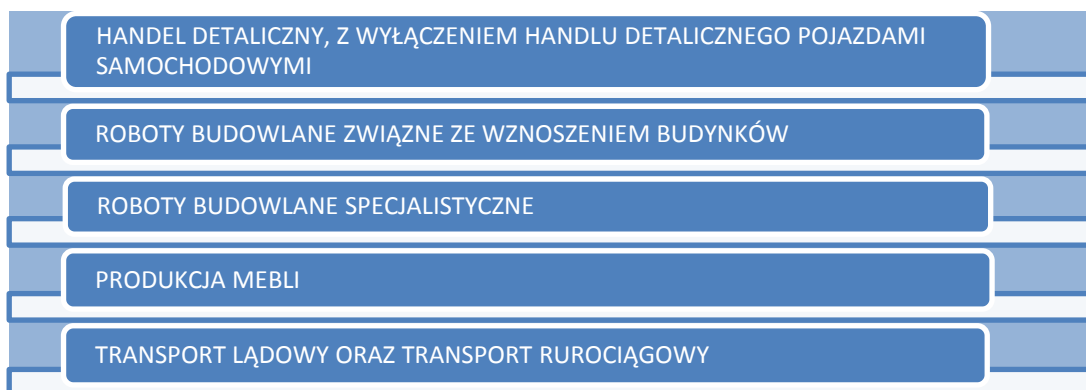 HANDEL DETALICZNY, Z WYŁĄCZENIEM HANDLU DETALICZNEGO POJAZDAMI
SAMOCHODOWYMI
ROBOTY BUDOWLANE ZWIĄZNE ZE WZNOSZENIEM BUDYNKÓW
ROBOTY BUDOWLANE SPECJALISTYCZNE
PRODUKCJA MEBLI
TRANSPORT LĄDOWY ORAZ TRANSPORT RUROCIĄGOWY